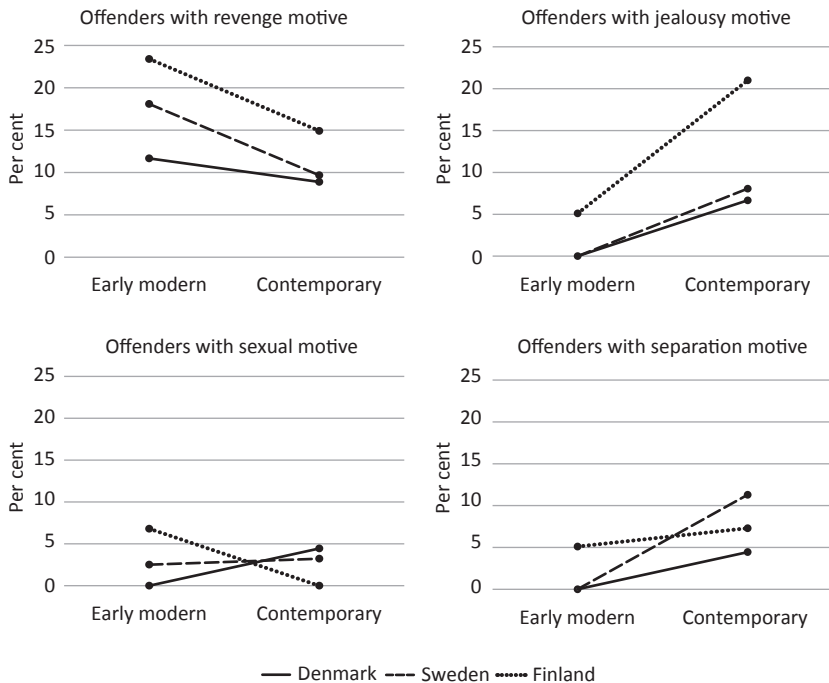 Offenders with revenge motive
25
20
15
10
5
0
Per cent
Early modern
Contemporary
Offenders with jealousy motive
25
20
15
10
5
0
Per cent
Early modern
Contemporary
Offenders with sexual motive
25
20
15
10
5
0
Per cent
Early modern
Contemporary
Offenders with separation motive
25
20
15
10
5
0
Per cent
Early modern
Contemporary
Denmark Sweden Finland